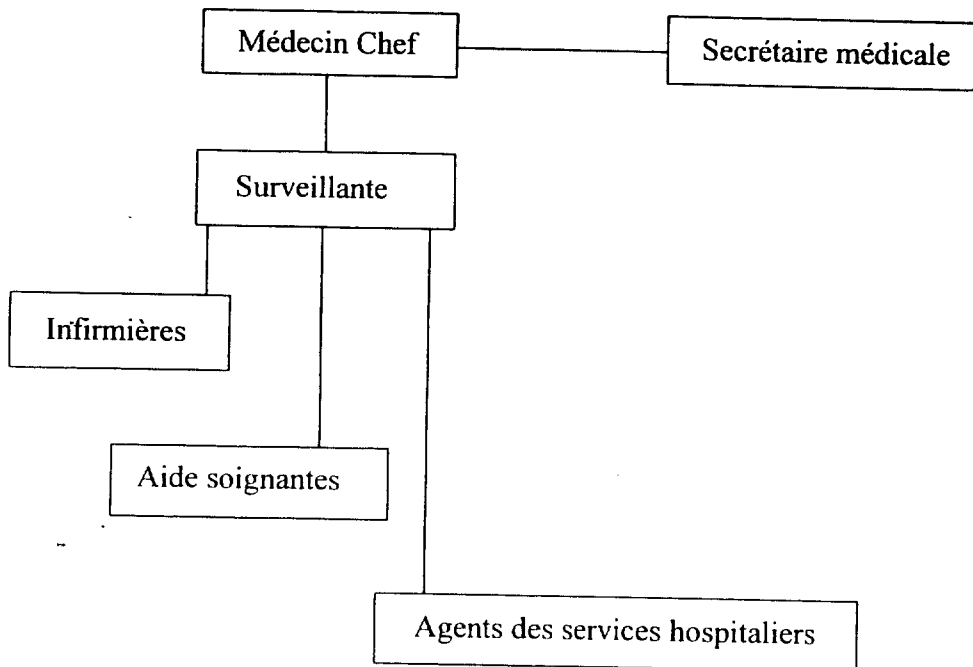 Médecin Chef
Secrétaire médicale
Surveillante
Infirmières
Aide soignantes
Agents des services hospitaliers